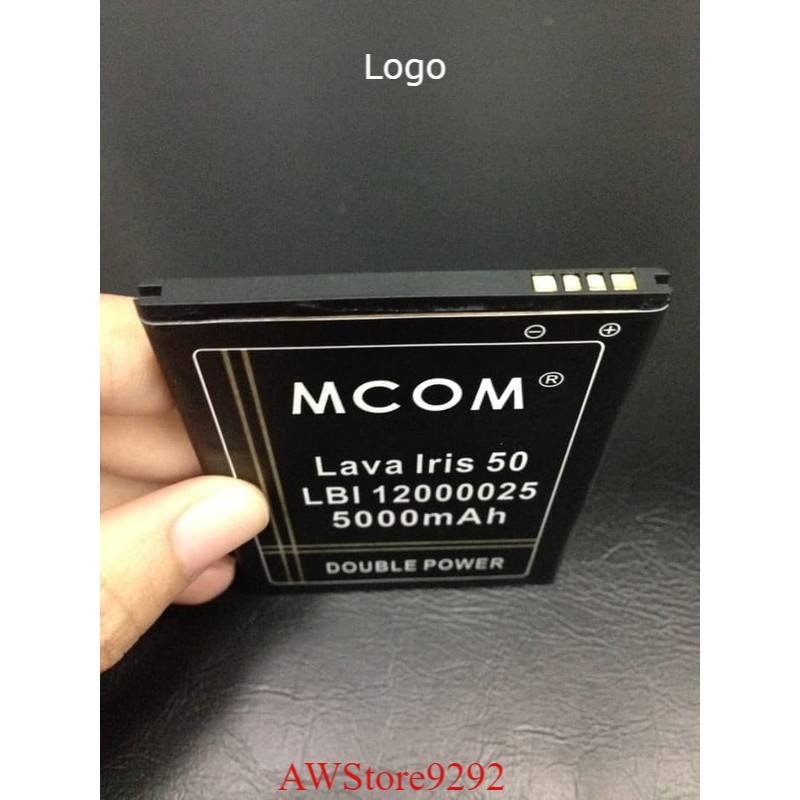 Logo
⊖ ⊕
MCOM ®
Lava Iris 50
LBI 12000025
5000mAh
DOUBLE POWER
AWStore9292